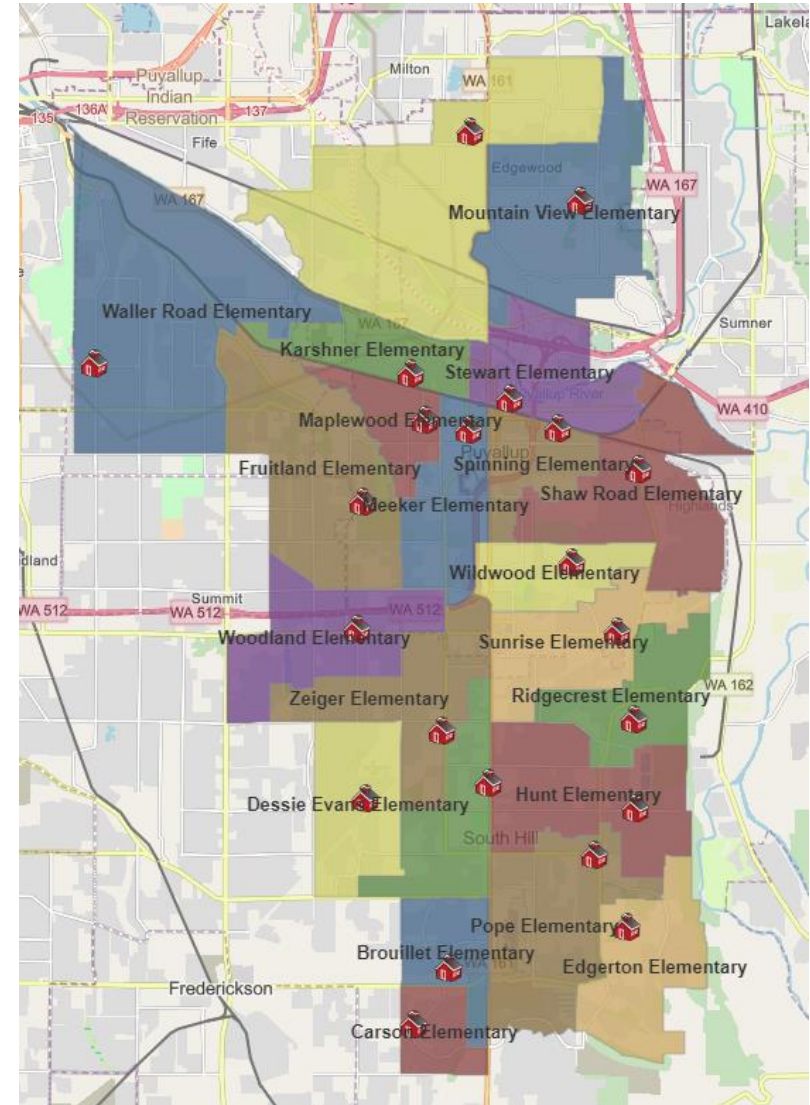 Lakela
Puyallup
Indian
Reservation
Milton
WA 161
135
136A
137
Fife
WA 167
Edgewood
WA 167
Mountain View Elementary
Waller Road Elementary
WA 167
Sumner
Karshner Elementary
Stewart Elementary
Puyallup River
WA 410
Maplewood Elementary
Puyallup
Spinning Elementary
Fruitland Elementary
Shaw Road Elementary
Meeker Elementary
Highlands
dland
Wildwood Elementary
Summit
WA 512
WA 512
WA 512
Woodland Elementary
Sunrise Elementary
WA 162
Zeiger Elementary
Ridgecrest Elementary
Dessie Evans Elementary
Hunt Elementary
South Hill
Pope Elementary
Brouillet Elementary
WA 161
Edgerton Elementary
Frederickson
Carson Elementary